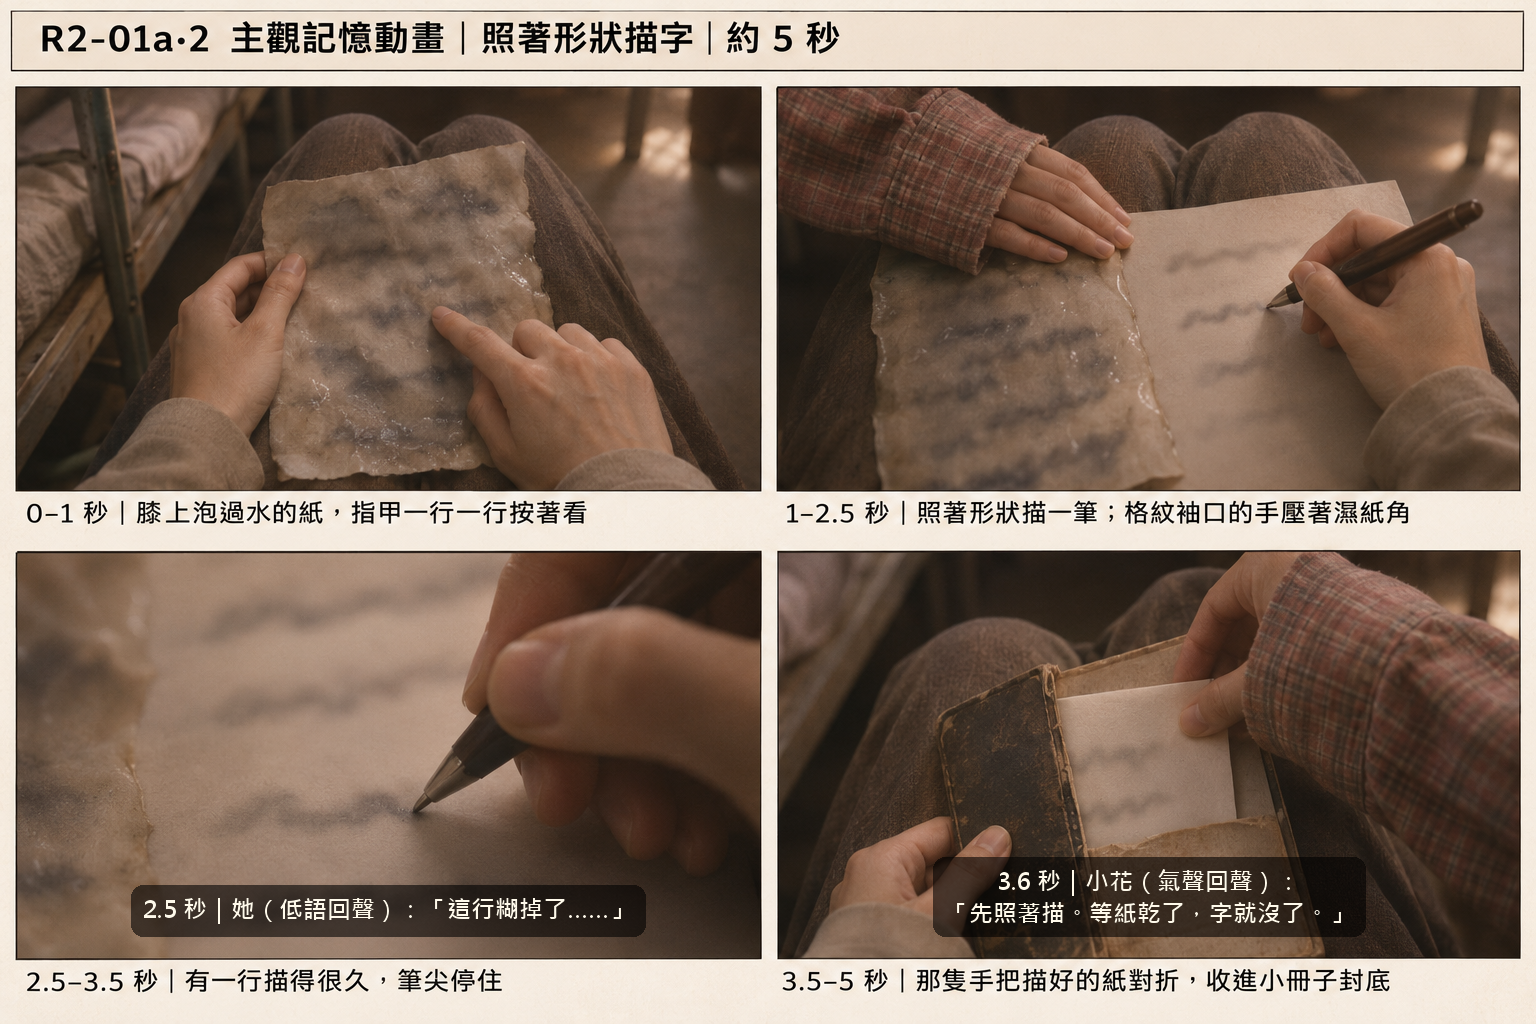 R2-01a·2 主觀記憶動畫｜照著形狀描字｜約 5 秒
0–1 秒｜膝上泡過水的紙，指甲一行一行按著看
1–2.5 秒｜照著形狀描一筆；格紋袖口的手壓著濕紙角
2.5 秒｜她（低語回聲）：「這行糊掉了……」
2.5–3.5 秒｜有一行描得很久，筆尖停住
3.6 秒｜小花（氣聲回聲）：
「先照著描。等紙乾了，字就沒了。」
3.5–5 秒｜那隻手把描好的紙對折，收進小冊子封底